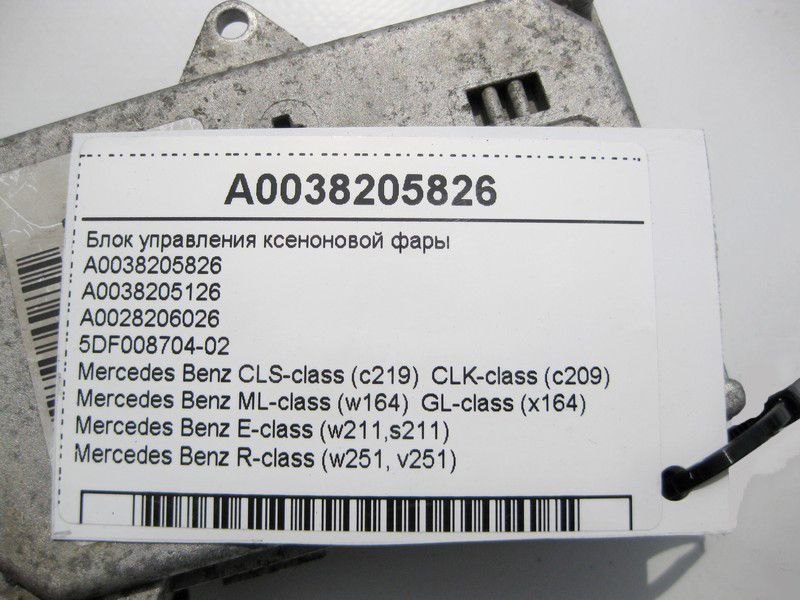 A0038205826
Блок управления ксеноновой фары
A0038205826
A0038205126
A0028206026
5DF008704-02
Mercedes Benz CLS-class (c219) CLK-class (c209)
Mercedes Benz ML-class (w164) GL-class (x164)
Mercedes Benz E-class (w211,s211)
Mercedes Benz R-class (w251, v251)